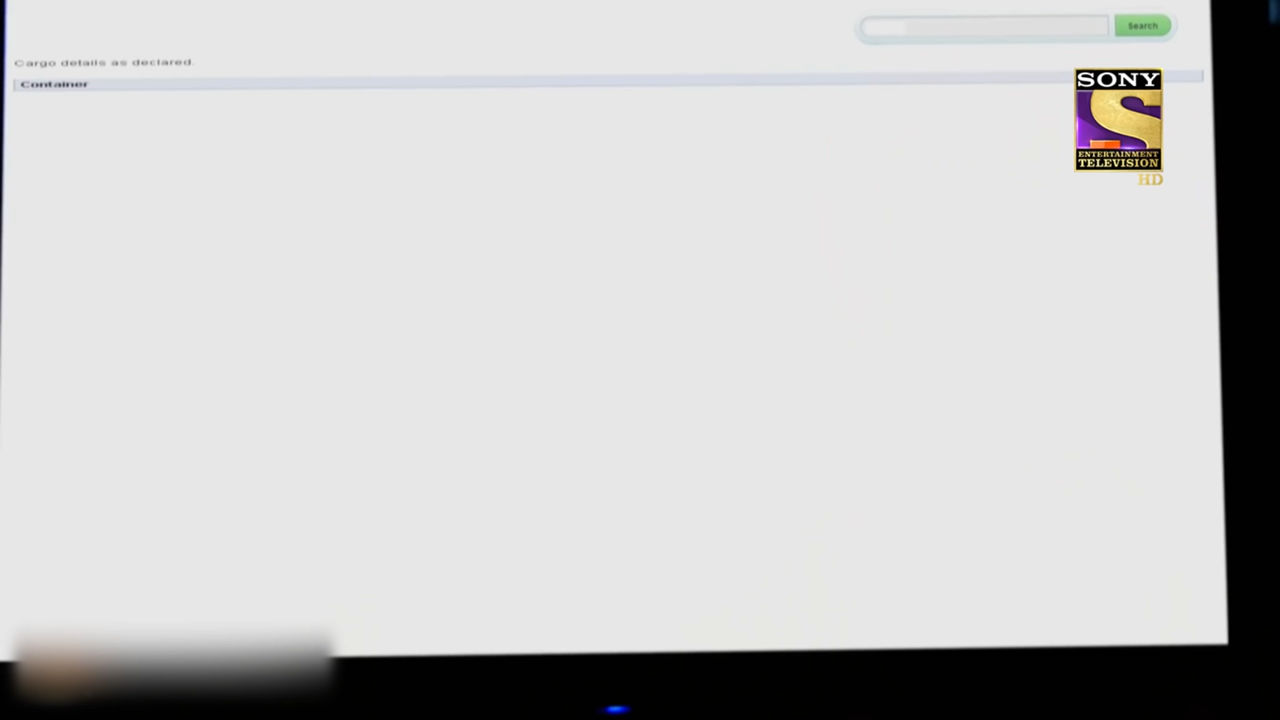 Search
Cargo details as declared.
Container
SONY
ENTERTAINMENT
TELEVISION
HD